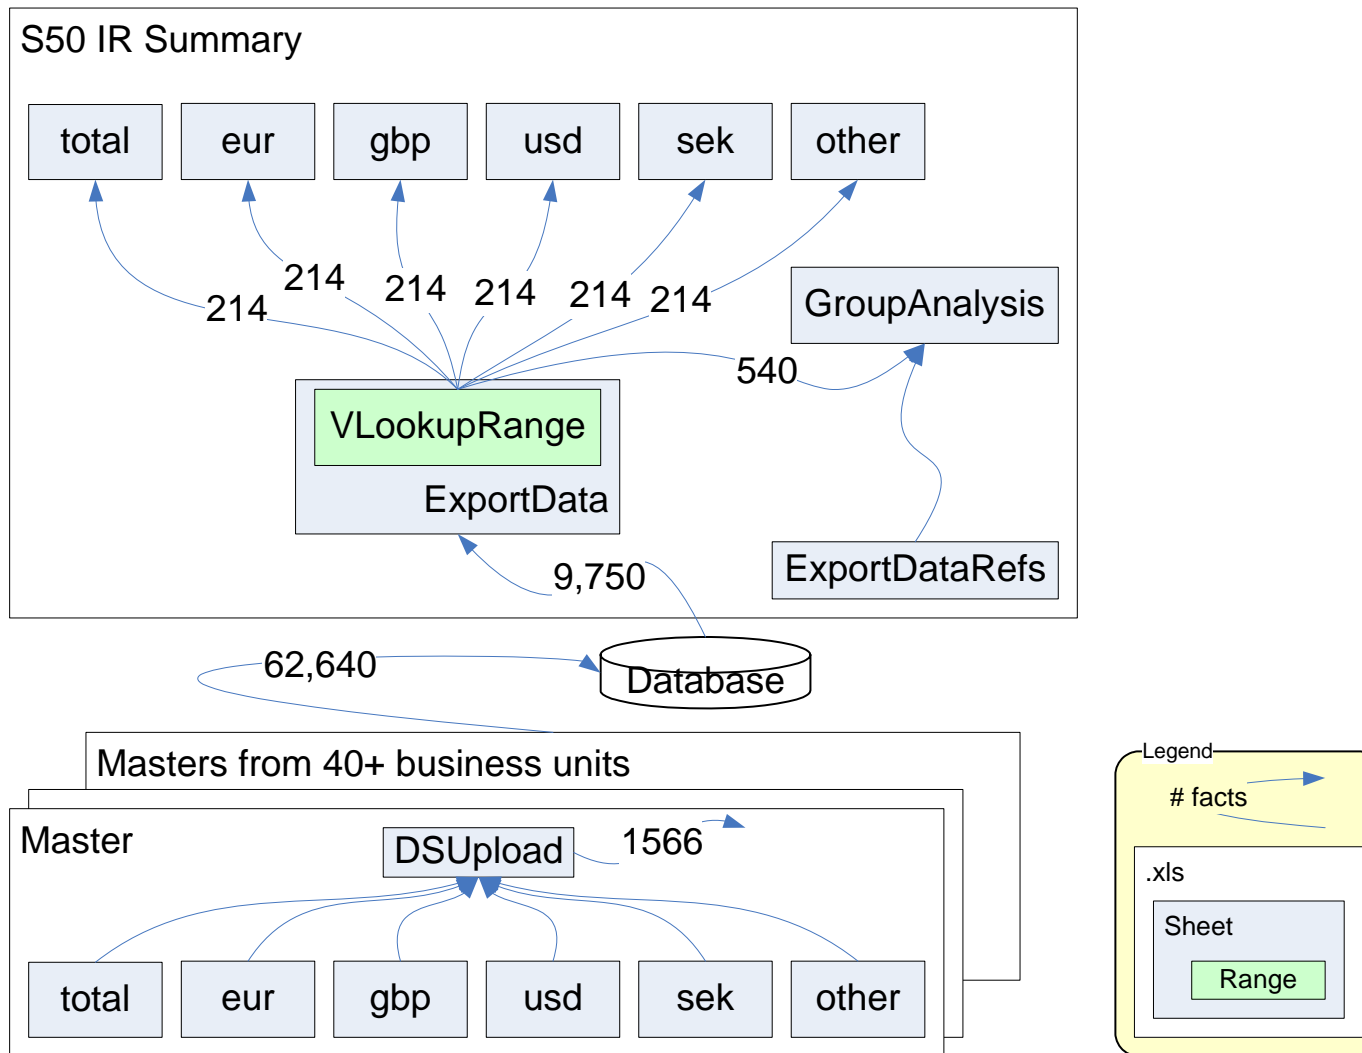 S50 IR Summary
total
eur
gbp
usd
sek
other
214
214
214
214
214
214
GroupAnalysis
540
VLookupRange
ExportData
ExportDataRefs
9,750
62,640
Database
Masters from 40+ business units
Master
DSUpload
1566
total
eur
gbp
usd
sek
other
Legend
# facts
.xls
Sheet
Range